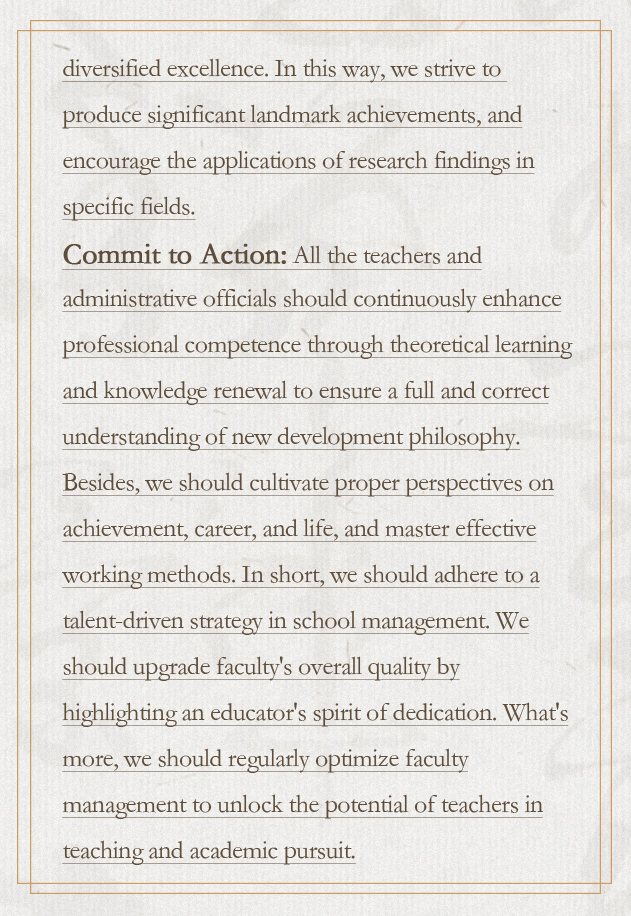 diversified excellence. In this way, we strive to
produce significant landmark achievements, and
encourage the applications of research findings in
specific fields.
Commit to Action: All the teachers and
administrative officials should continuously enhance
professional competence through theoretical learning
and knowledge renewal to ensure a full and correct
understanding of new development philosophy.
Besides, we should cultivate proper perspectives on
achievement, career, and life, and master effective
working methods. In short, we should adhere to a
talent-driven strategy in school management. We
should upgrade faculty's overall quality by
highlighting an educator's spirit of dedication. What's
more, we should regularly optimize faculty
management to unlock the potential of teachers in
teaching and academic pursuit.